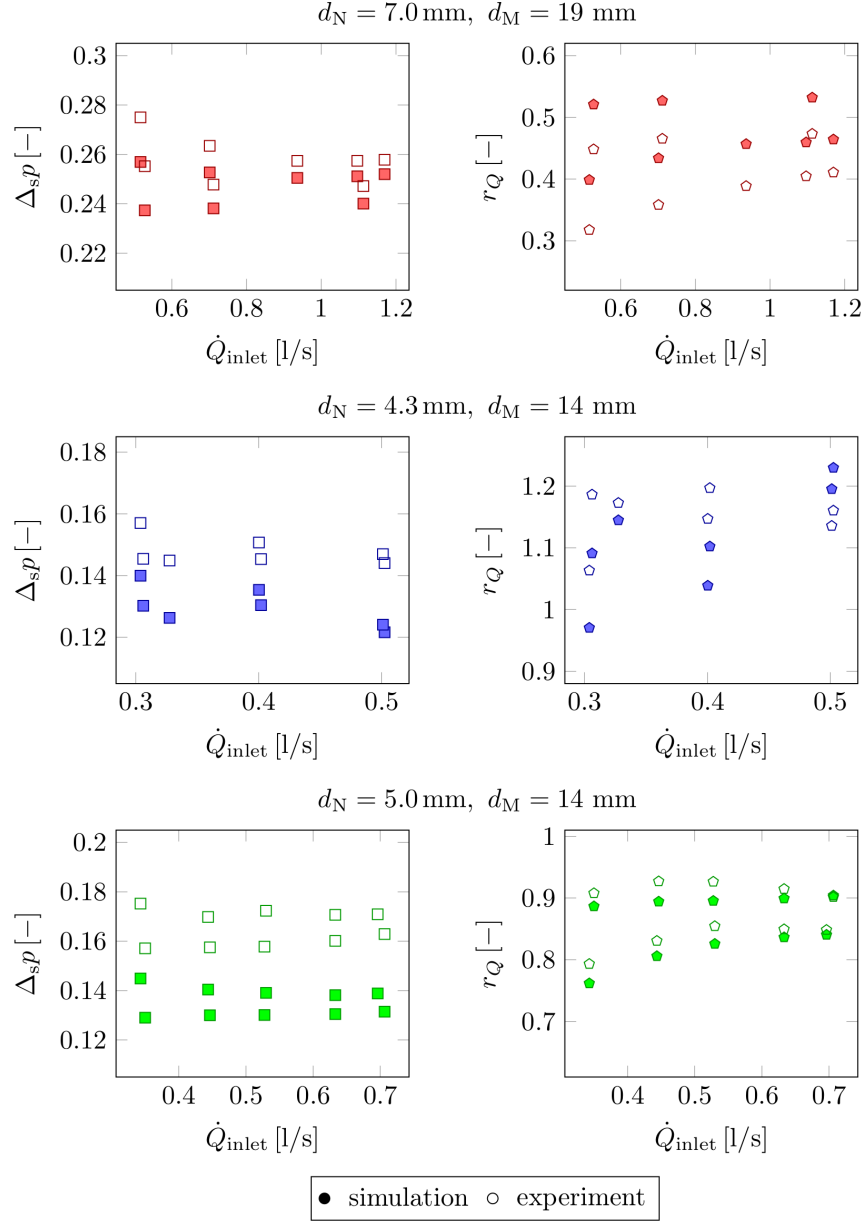 d_N = 7.0 mm, d_M = 19 mm
0.3
0.28
0.26
0.24
0.22
Δ_s p [−]
0.6 0.8 1 1.2
Q̇_inlet [l/s]
0.6
0.5
0.4
0.3
r_Q [−]
0.6 0.8 1 1.2
Q̇_inlet [l/s]
d_N = 4.3 mm, d_M = 14 mm
0.18
0.16
0.14
0.12
Δ_s p [−]
0.3 0.4 0.5
Q̇_inlet [l/s]
1.2
1.1
1
0.9
r_Q [−]
0.3 0.4 0.5
Q̇_inlet [l/s]
d_N = 5.0 mm, d_M = 14 mm
0.2
0.18
0.16
0.14
0.12
Δ_s p [−]
0.4 0.5 0.6 0.7
Q̇_inlet [l/s]
1
0.9
0.8
0.7
r_Q [−]
0.4 0.5 0.6 0.7
Q̇_inlet [l/s]
simulation experiment